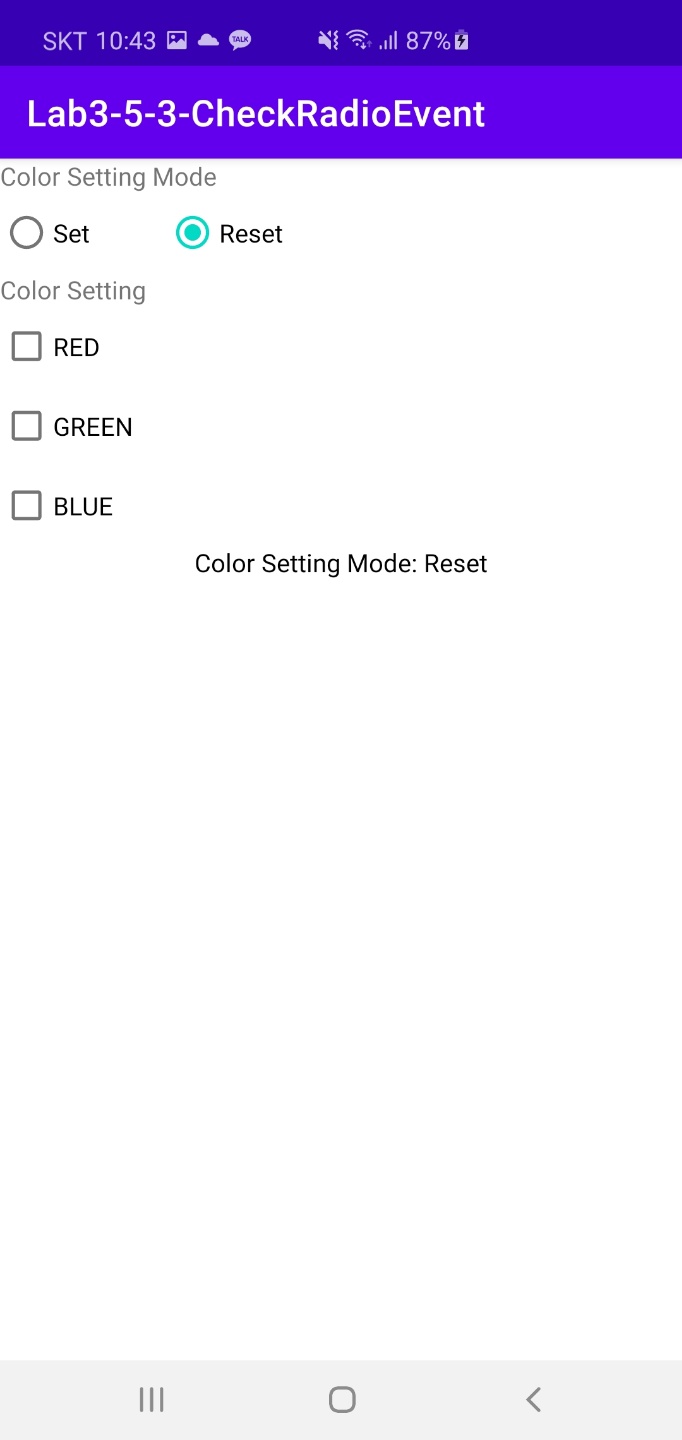 SKT 10:43 TALK 87%
Lab3-5-3-CheckRadioEvent
Color Setting Mode
Set Reset
Color Setting
RED
GREEN
BLUE
Color Setting Mode: Reset